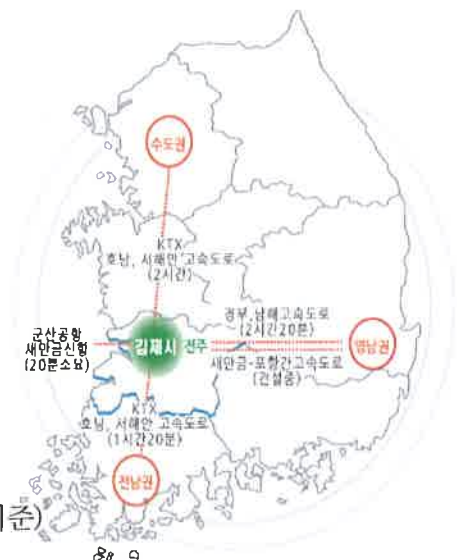 수도권
KTX
호남, 서해안 고속도로
(2시간)
군산공항
새만금신항
(20분소요)
김제시 전주
경부,남해고속도로
(2시간20분)
새만금-포항간고속도로
(건설중)
영남권
KTX
호남, 서해안 고속도로
(1시간20분)
전남권
준)